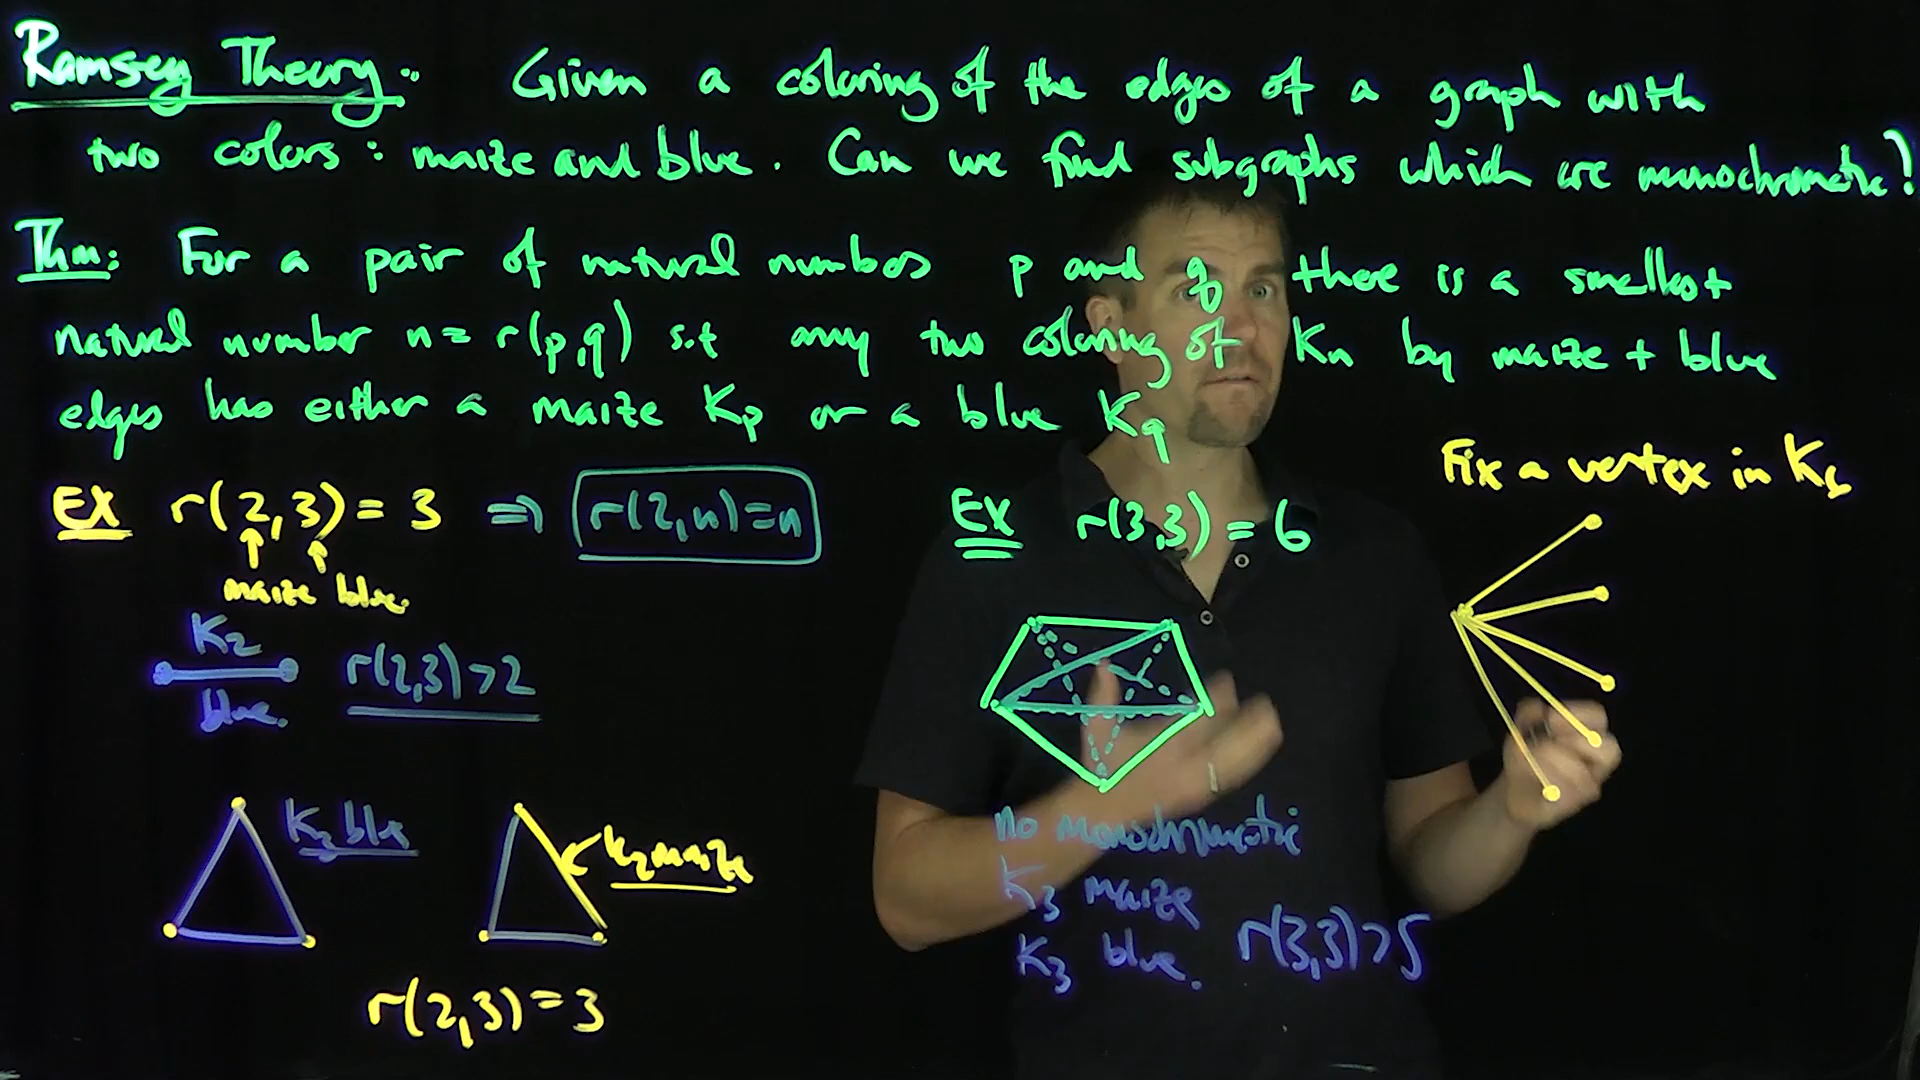 Ramsey Theory: Given a coloring of the edges of a graph with
two colors: maize and blue. Can we find subgraphs which are monochromatic?
Thm: For a pair of natural numbers p and q there is a smallest
natural number n = r(p,q) s.t any two coloring of Kn by maize + blue
edges has either a maize Kp or a blue Kq
EX r(2,3) = 3 ⇒ r(2,n)=n
maize blue.
K2
blue.
r(2,3)>2
K3 blue
K2 maize
r(2,3)=3
EX r(3,3) = 6
no monochromatic
K3 maize
K3 blue.
r(3,3)>5
Fix a vertex in K6